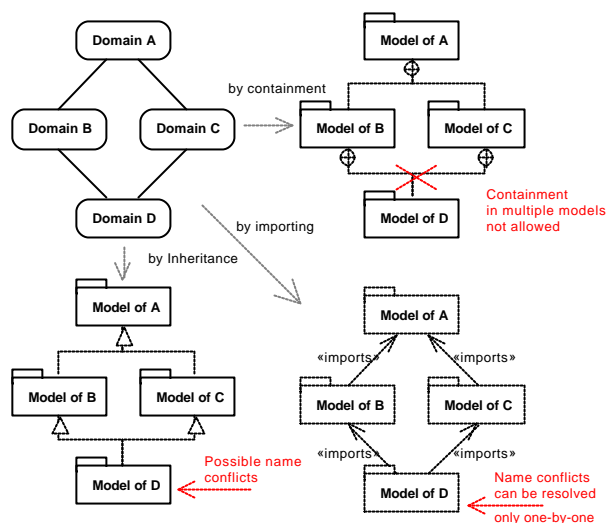 Domain A
Model of A
by containment
Domain B
Domain C
Model of B
Model of C
Domain D
Model of D
Containment
in multiple models
not allowed
by importing
by Inheritance
Model of A
Model of A
«imports»
«imports»
Model of B
Model of C
Model of B
Model of C
«imports»
«imports»
Possible name
conflicts
Model of D
Model of D
Name conflicts
can be resolved
only one-by-one